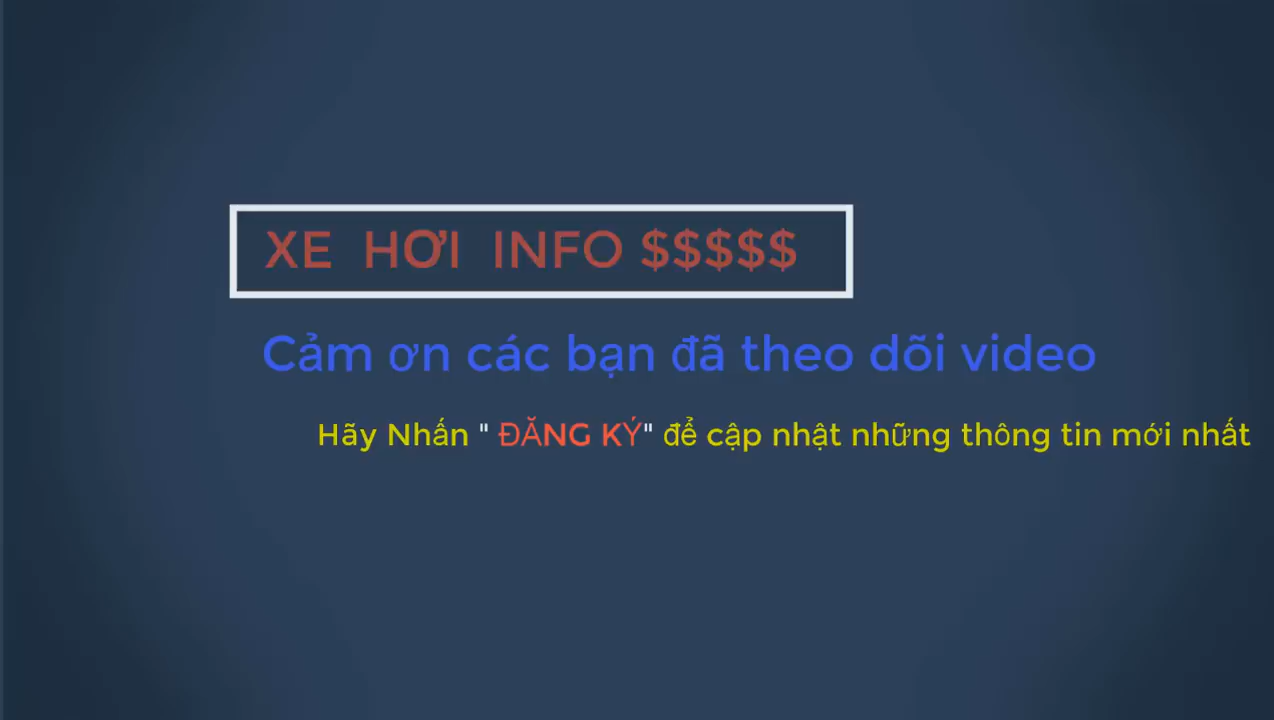 XE HƠI INFO $$$$$
Cảm ơn các bạn đã theo dõi video
Hãy Nhấn " ĐĂNG KÝ" để cập nhật những thông tin mới nhất